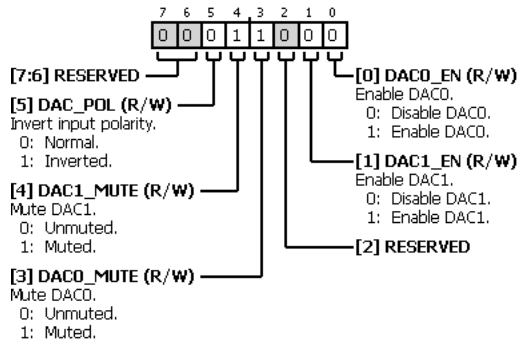 7 6 5 4 3 2 1 0
0 0 0 1 1 0 0 0
[7:6] RESERVED
[5] DAC_POL (R/W)
Invert input polarity.
0: Normal.
1: Inverted.
[4] DAC1_MUTE (R/W)
Mute DAC1.
0: Unmuted.
1: Muted.
[3] DAC0_MUTE (R/W)
Mute DAC0.
0: Unmuted.
1: Muted.
[0] DAC0_EN (R/W)
Enable DAC0.
0: Disable DAC0.
1: Enable DAC0.
[1] DAC1_EN (R/W)
Enable DAC1.
0: Disable DAC1.
1: Enable DAC1.
[2] RESERVED